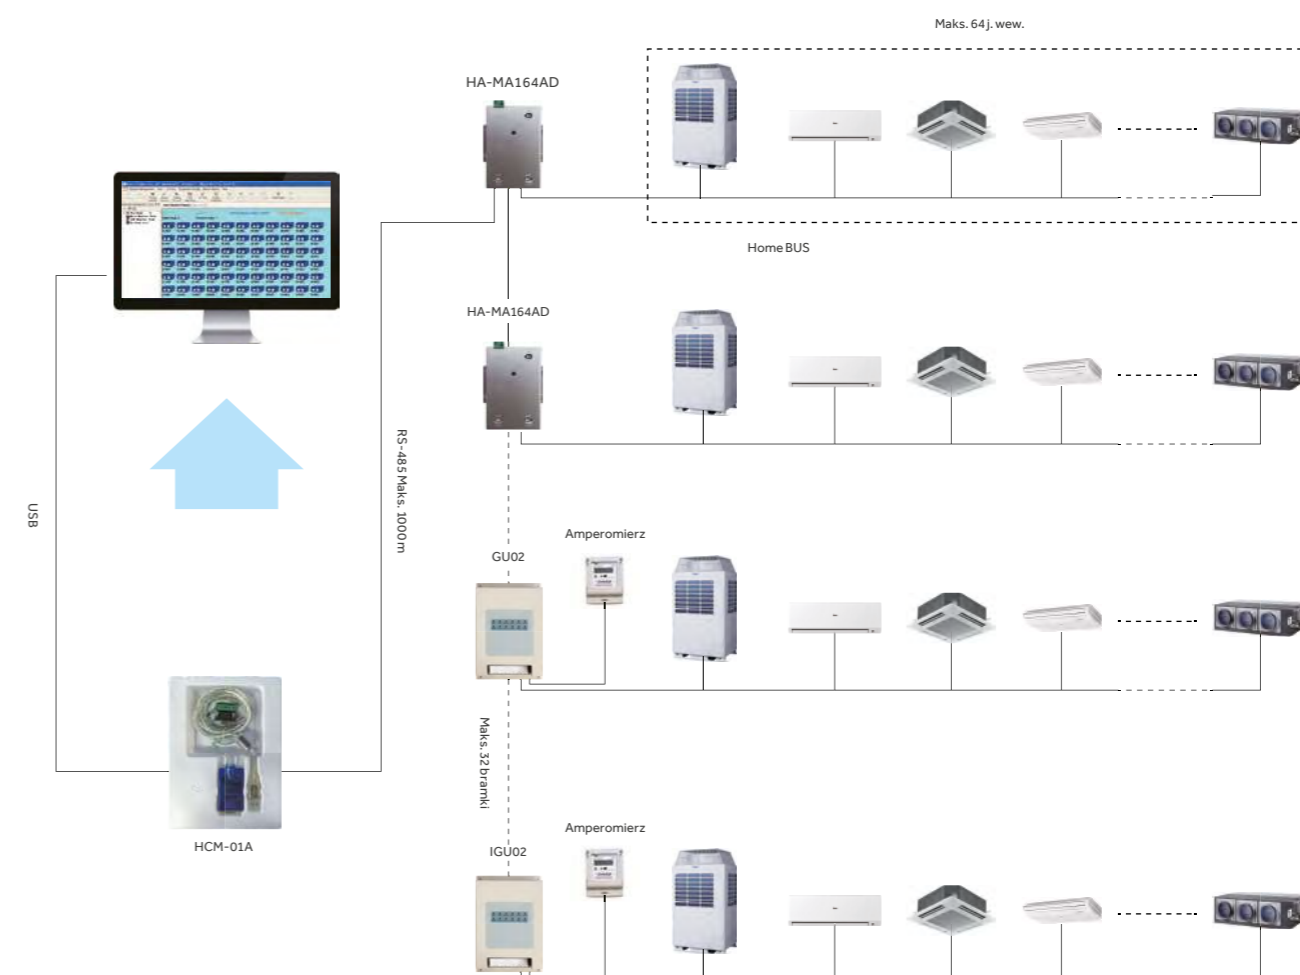 Maks. 64 j. wew.
HA-MA164AD
Home BUS
HA-MA164AD
RS-485 Maks. 1000 m
USB
Amperomierz
GU02
Maks. 32 bramki
HCM-01A
Amperomierz
IGU02